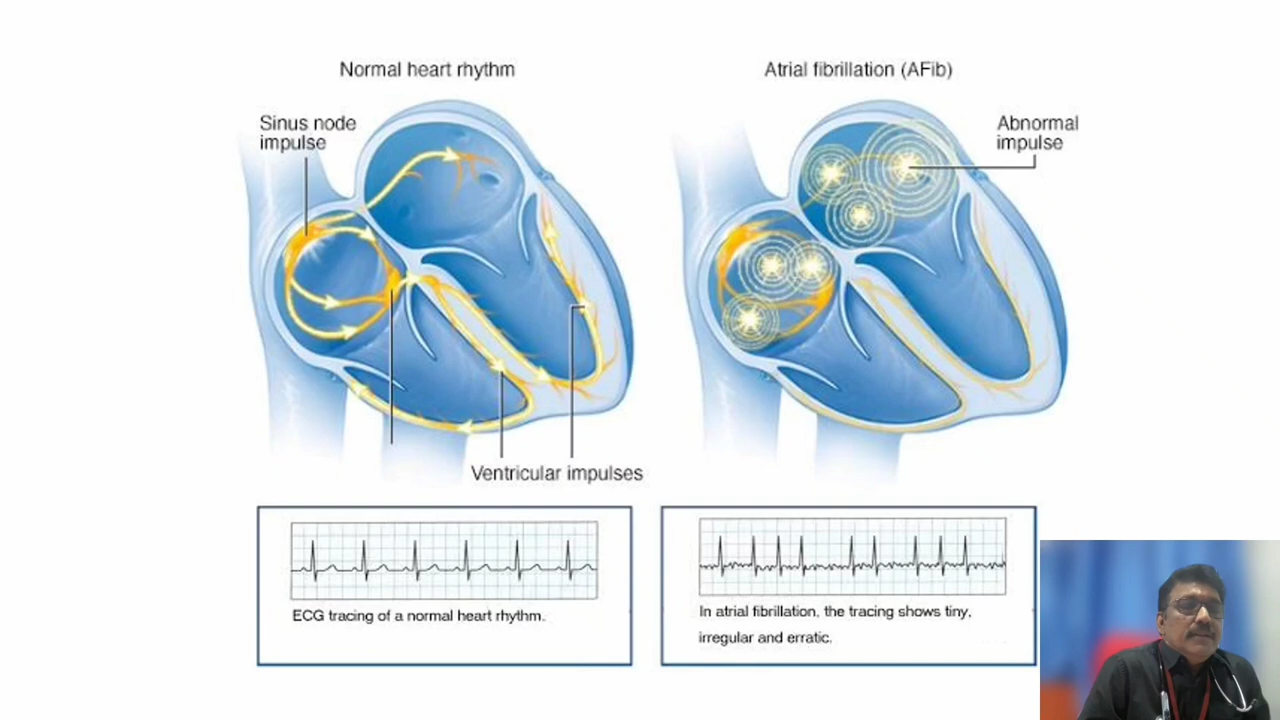 Normal heart rhythm
Atrial fibrillation (AFib)
Sinus node
impulse
Abnormal
impulse
Ventricular impulses
ECG tracing of a normal heart rhythm.
In atrial fibrillation, the tracing shows tiny,
irregular and erratic.